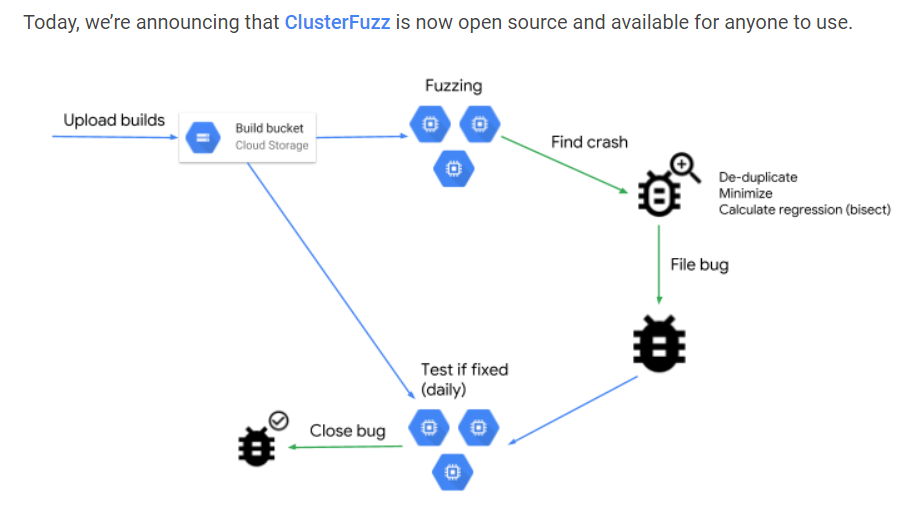 Today, we’re announcing that ClusterFuzz is now open source and available for anyone to use.
Fuzzing
Upload builds
Build bucket
Cloud Storage
Find crash
De-duplicate
Minimize
Calculate regression (bisect)
File bug
Test if fixed
(daily)
Close bug